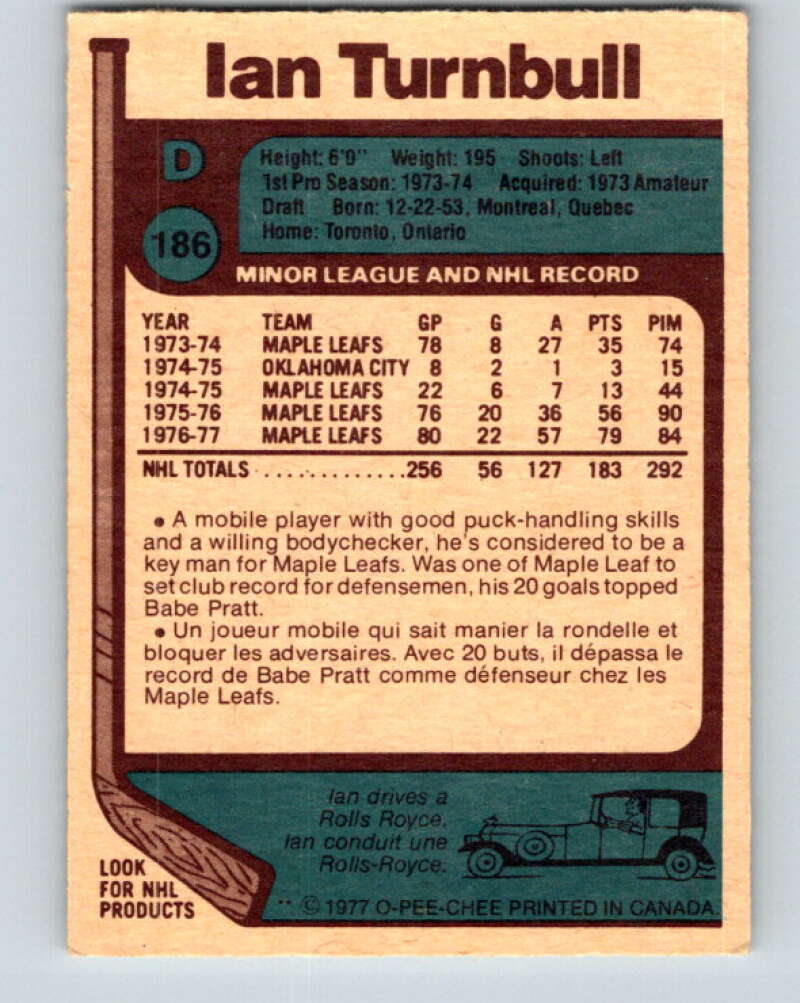 Ian Turnbull
D
Height: 6'0" Weight: 195 Shoots: Left
1st Pro Season: 1973-74 Acquired: 1973 Amateur
Draft Born: 12-22-53, Montreal, Quebec
Home: Toronto, Ontario
186
MINOR LEAGUE AND NHL RECORD
YEAR TEAM GP G A PTS PIM
1973-74 MAPLE LEAFS 78 8 27 35 74
1974-75 OKLAHOMA CITY 8 2 1 3 15
1974-75 MAPLE LEAFS 22 6 7 13 44
1975-76 MAPLE LEAFS 76 20 36 56 90
1976-77 MAPLE LEAFS 80 22 57 79 84
NHL TOTALS ..............256 56 127 183 292
• A mobile player with good puck-handling skills
and a willing bodychecker, he's considered to be a
key man for Maple Leafs. Was one of Maple Leaf to
set club record for defensemen, his 20 goals topped
Babe Pratt.
• Un joueur mobile qui sait manier la rondelle et
bloquer les adversaires. Avec 20 buts, il dépassa le
record de Babe Pratt comme défenseur chez les
Maple Leafs.
Ian drives a
Rolls Royce.
Ian conduit une
Rolls-Royce.
LOOK
FOR NHL
PRODUCTS
** © 1977 O-PEE-CHEE PRINTED IN CANADA.